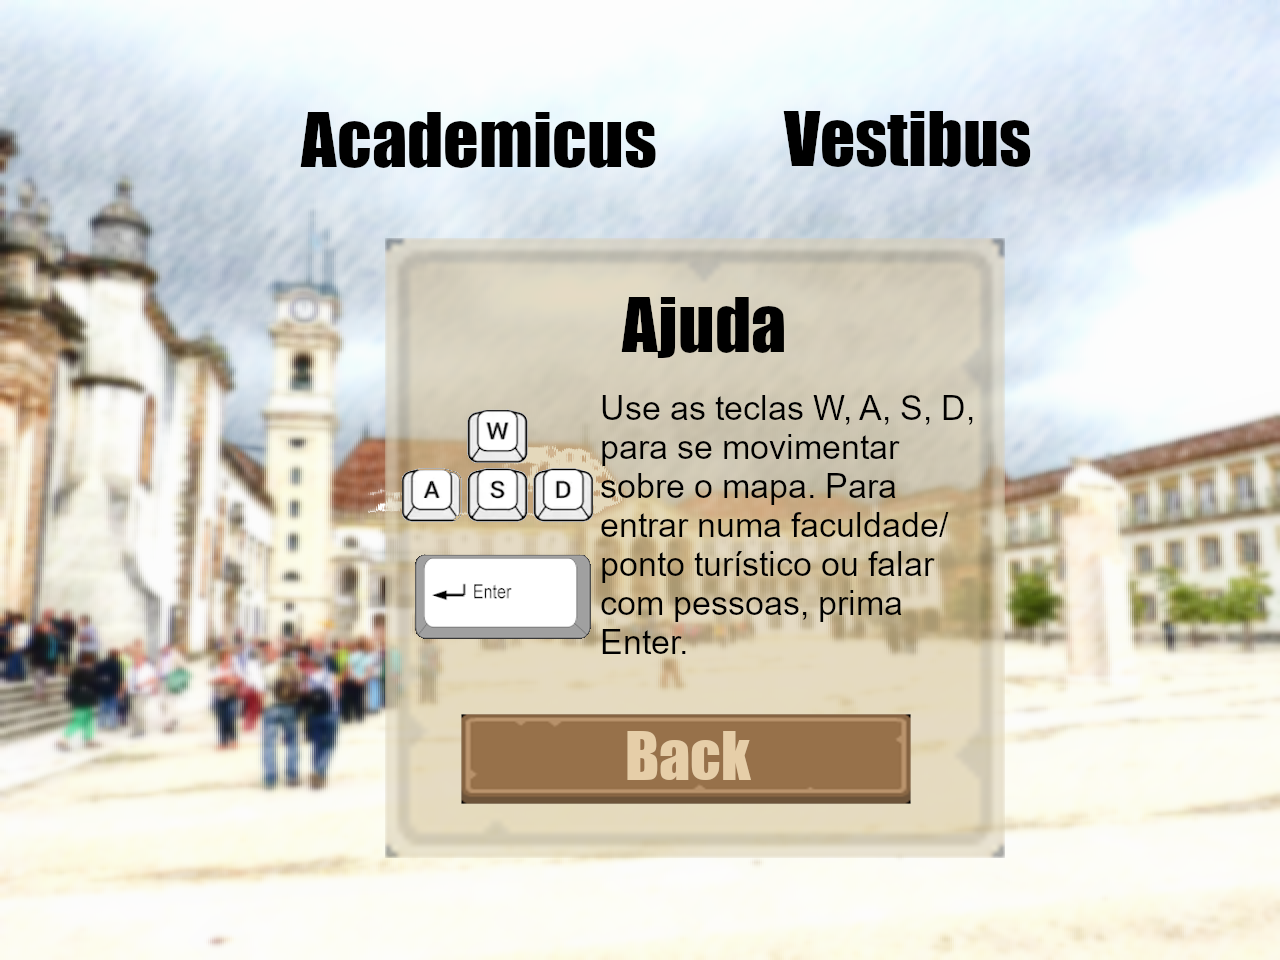 Academicus Vestibus
Ajuda
W
A S D
Enter
Use as teclas W, A, S, D,
para se movimentar
sobre o mapa. Para
entrar numa faculdade/
ponto turístico ou falar
com pessoas, prima
Enter.
Back